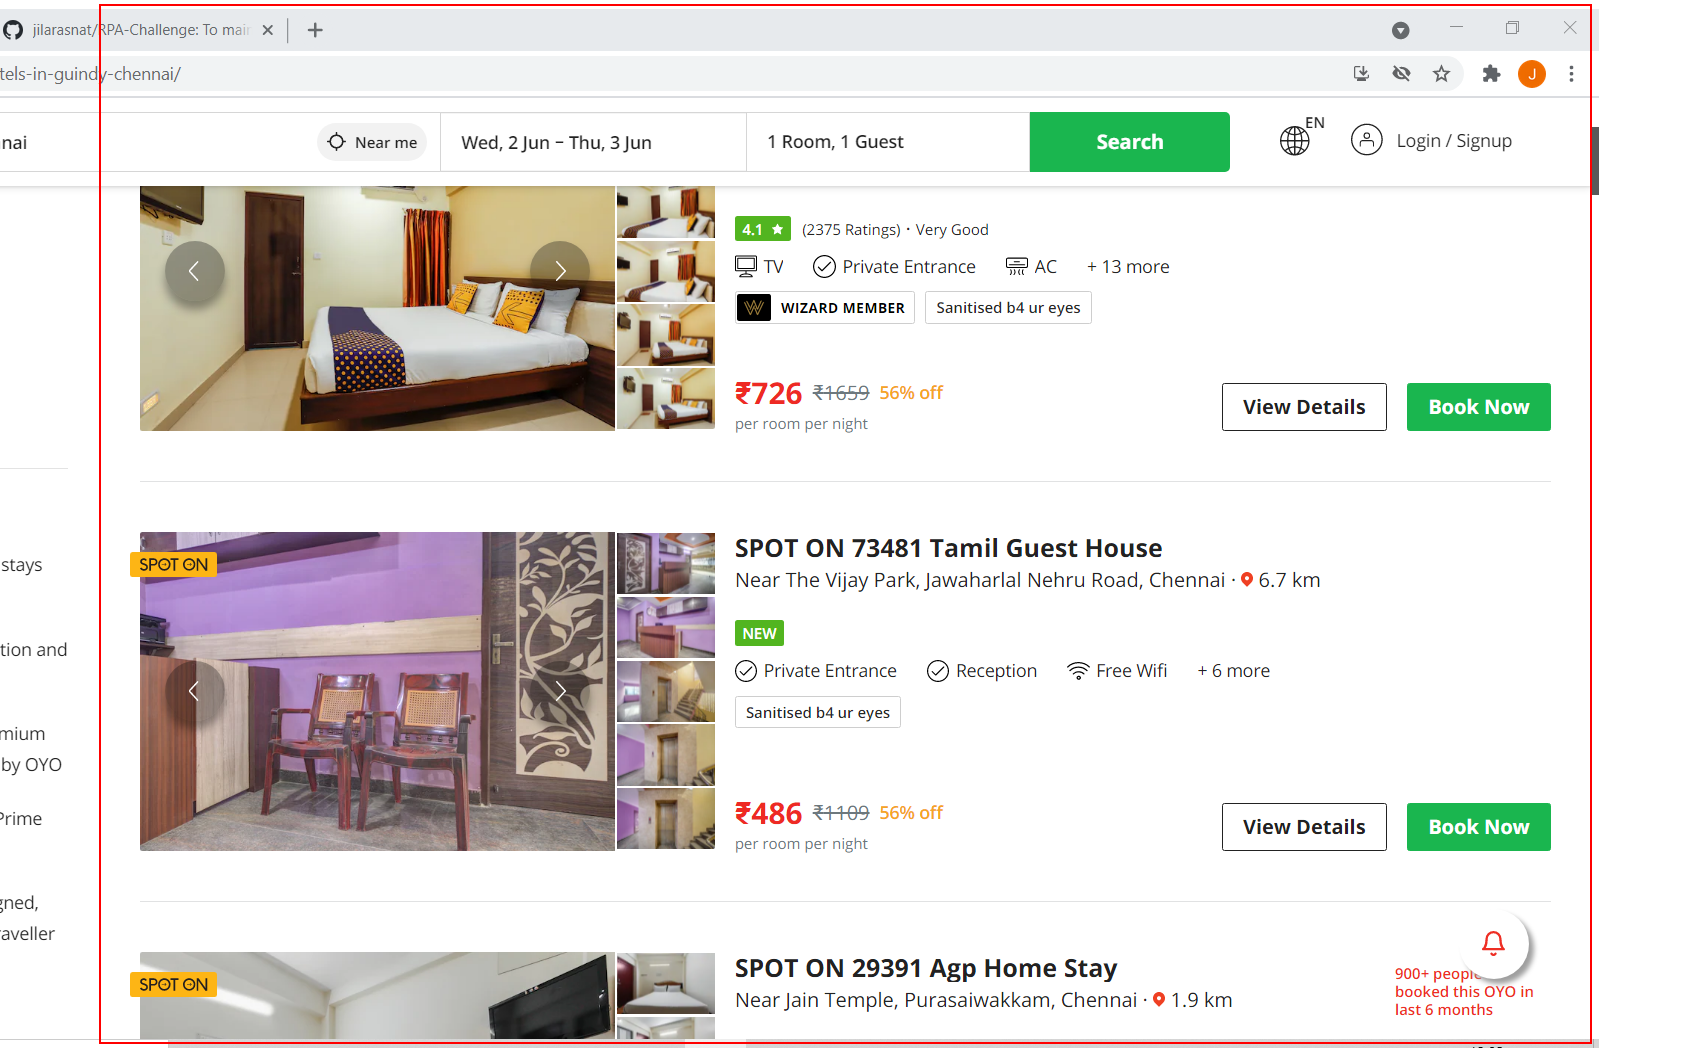 jilarasnat/RPA-Challenge: To main
tels-in-guindy-chennai/
J
nai
Near me
Wed, 2 Jun – Thu, 3 Jun
1 Room, 1 Guest
Search
EN
Login / Signup
4.1 ★ (2375 Ratings) · Very Good
TV Private Entrance AC + 13 more
W WIZARD MEMBER Sanitised b4 ur eyes
₹726 ₹1659 56% off
per room per night
View Details Book Now
stays
tion and
mium
by OYO
Prime
gned,
raveller
SPOT ON
SPOT ON 73481 Tamil Guest House
Near The Vijay Park, Jawaharlal Nehru Road, Chennai · 6.7 km
NEW
Private Entrance Reception Free Wifi + 6 more
Sanitised b4 ur eyes
₹486 ₹1109 56% off
per room per night
View Details Book Now
SPOT ON
SPOT ON 29391 Agp Home Stay
Near Jain Temple, Purasaiwakkam, Chennai · 1.9 km
900+ people
booked this OYO in
last 6 months